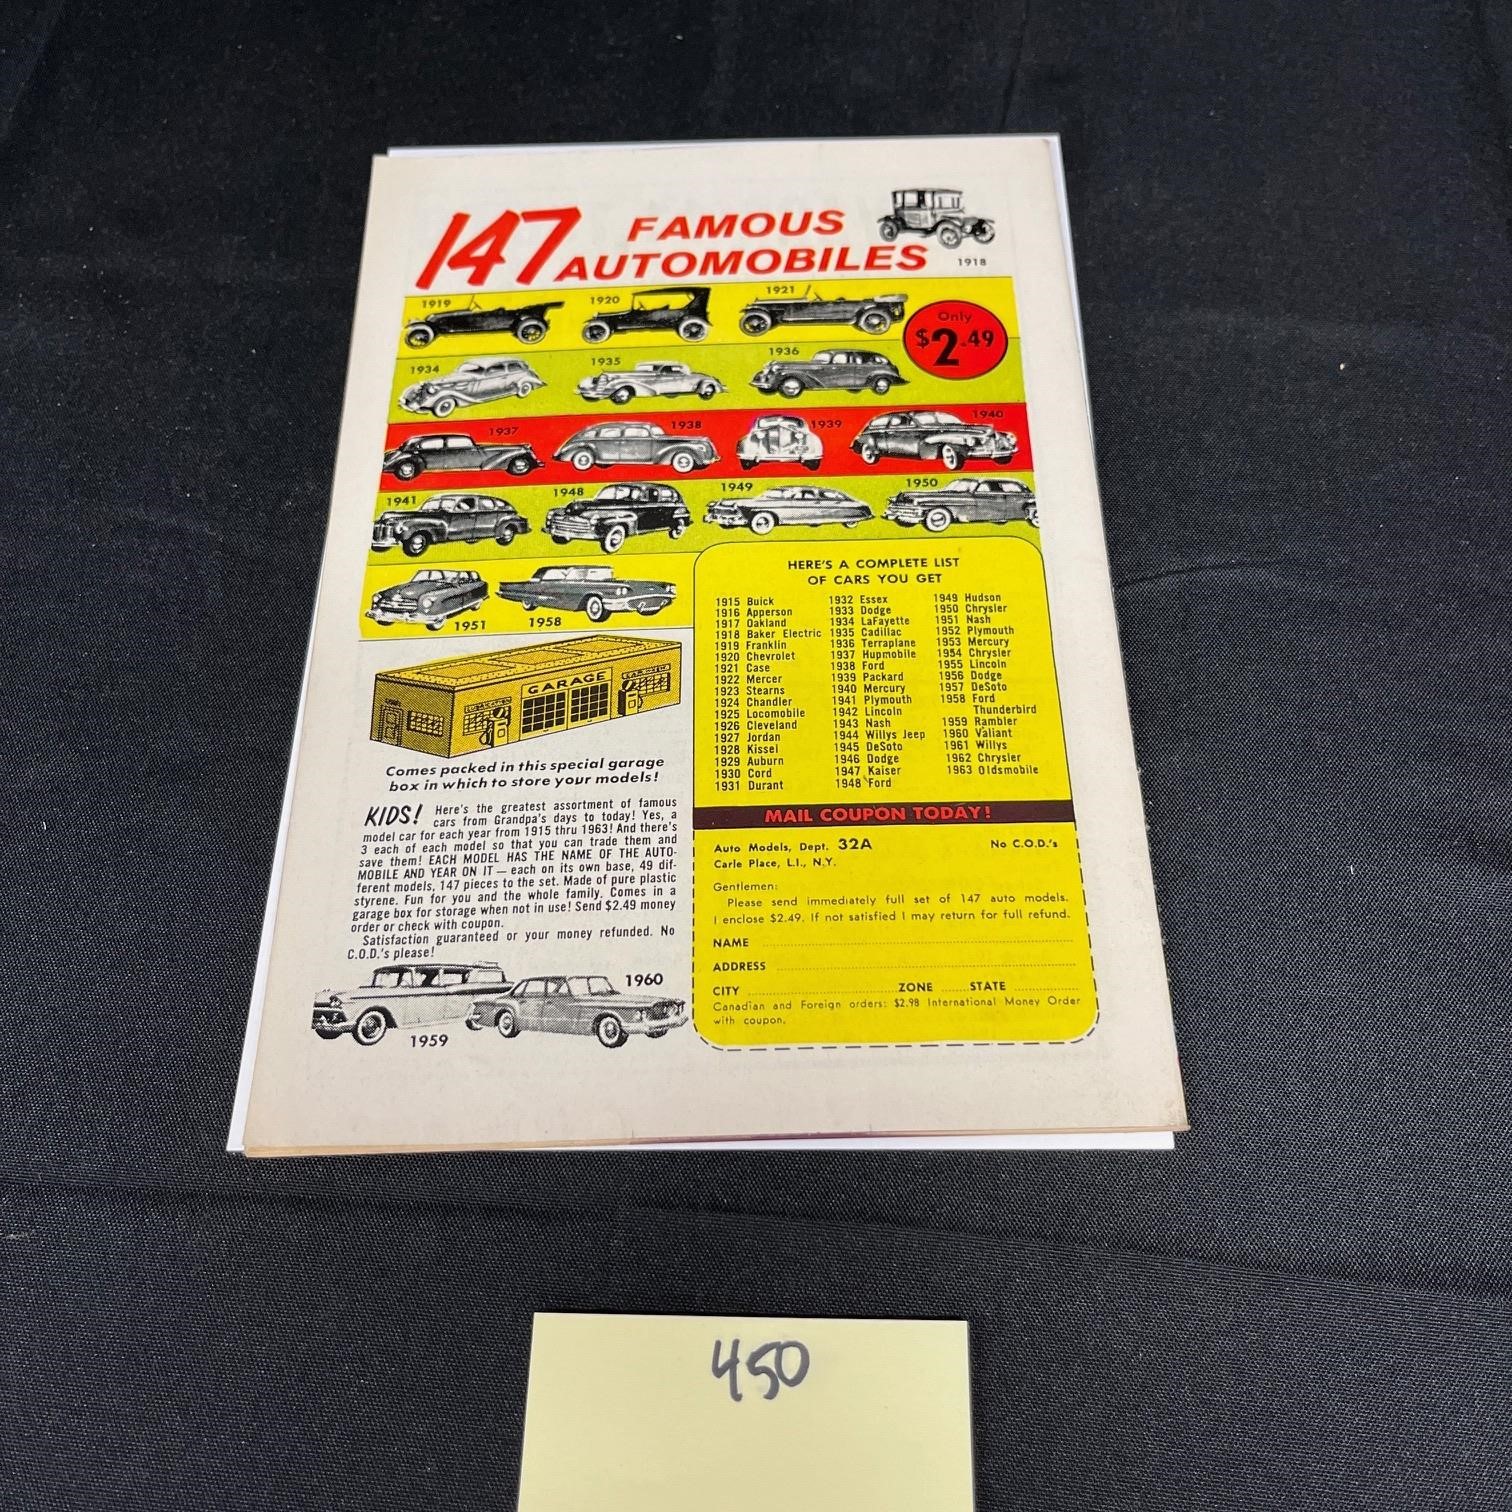 147 FAMOUS
AUTOMOBILES
1918
1919
1920
1921
Only
$2.49
1934
1935
1936
1937
1938
1939
1940
1941
1948
1949
1950
1951
1958
GARAGE
Comes packed in this special garage
box in which to store your models!
KIDS! Here's the greatest assortment of famous
cars from Grandpa's days to today! Yes, a
model car for each year from 1915 thru 1963! And there's
3 each of each model so that you can trade them and
save them! EACH MODEL HAS THE NAME OF THE AUTO-
MOBILE AND YEAR ON IT — each on its own base, 49 dif-
ferent models, 147 pieces to the set. Made of pure plastic
styrene. Fun for you and the whole family. Comes in a
garage box for storage when not in use! Send $2.49 money
order or check with coupon.
Satisfaction guaranteed or your money refunded. No
C.O.D.'s please!
1959
1960
HERE'S A COMPLETE LIST
OF CARS YOU GET
1915 Buick
1916 Apperson
1917 Oakland
1918 Baker Electric
1919 Franklin
1920 Chevrolet
1921 Case
1922 Mercer
1923 Stearns
1924 Chandler
1925 Locomobile
1926 Cleveland
1927 Jordan
1928 Kissel
1929 Auburn
1930 Cord
1931 Durant
1932 Essex
1933 Dodge
1934 LaFayette
1935 Cadillac
1936 Terraplane
1937 Hupmobile
1938 Ford
1939 Packard
1940 Mercury
1941 Plymouth
1942 Lincoln
1943 Nash
1944 Willys Jeep
1945 DeSoto
1946 Dodge
1947 Kaiser
1948 Ford
1949 Hudson
1950 Chrysler
1951 Nash
1952 Plymouth
1953 Mercury
1954 Chrysler
1955 Lincoln
1956 Dodge
1957 DeSoto
1958 Ford
Thunderbird
1959 Rambler
1960 Valiant
1961 Willys
1962 Chrysler
1963 Oldsmobile
MAIL COUPON TODAY!
Auto Models, Dept. 32A No C.O.D.'s
Carle Place, L.I., N.Y.
Gentlemen:
Please send immediately full set of 147 auto models.
I enclose $2.49. If not satisfied I may return for full refund.
NAME
ADDRESS
CITY ZONE STATE
Canadian and Foreign orders: $2.98 International Money Order
with coupon.
450